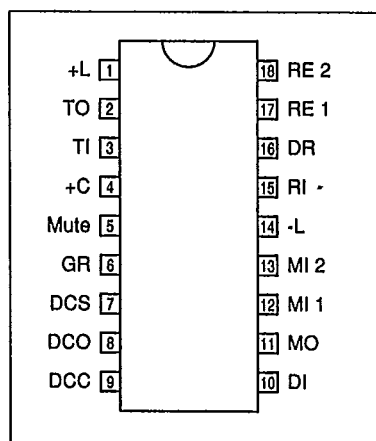 +L 1 18 RE 2
TO 2 17 RE 1
TI 3 16 DR
+C 4 15 RI -
Mute 5 14 -L
GR 6 13 MI 2
DCS 7 12 MI 1
DCO 8 11 MO
DCC 9 10 DI